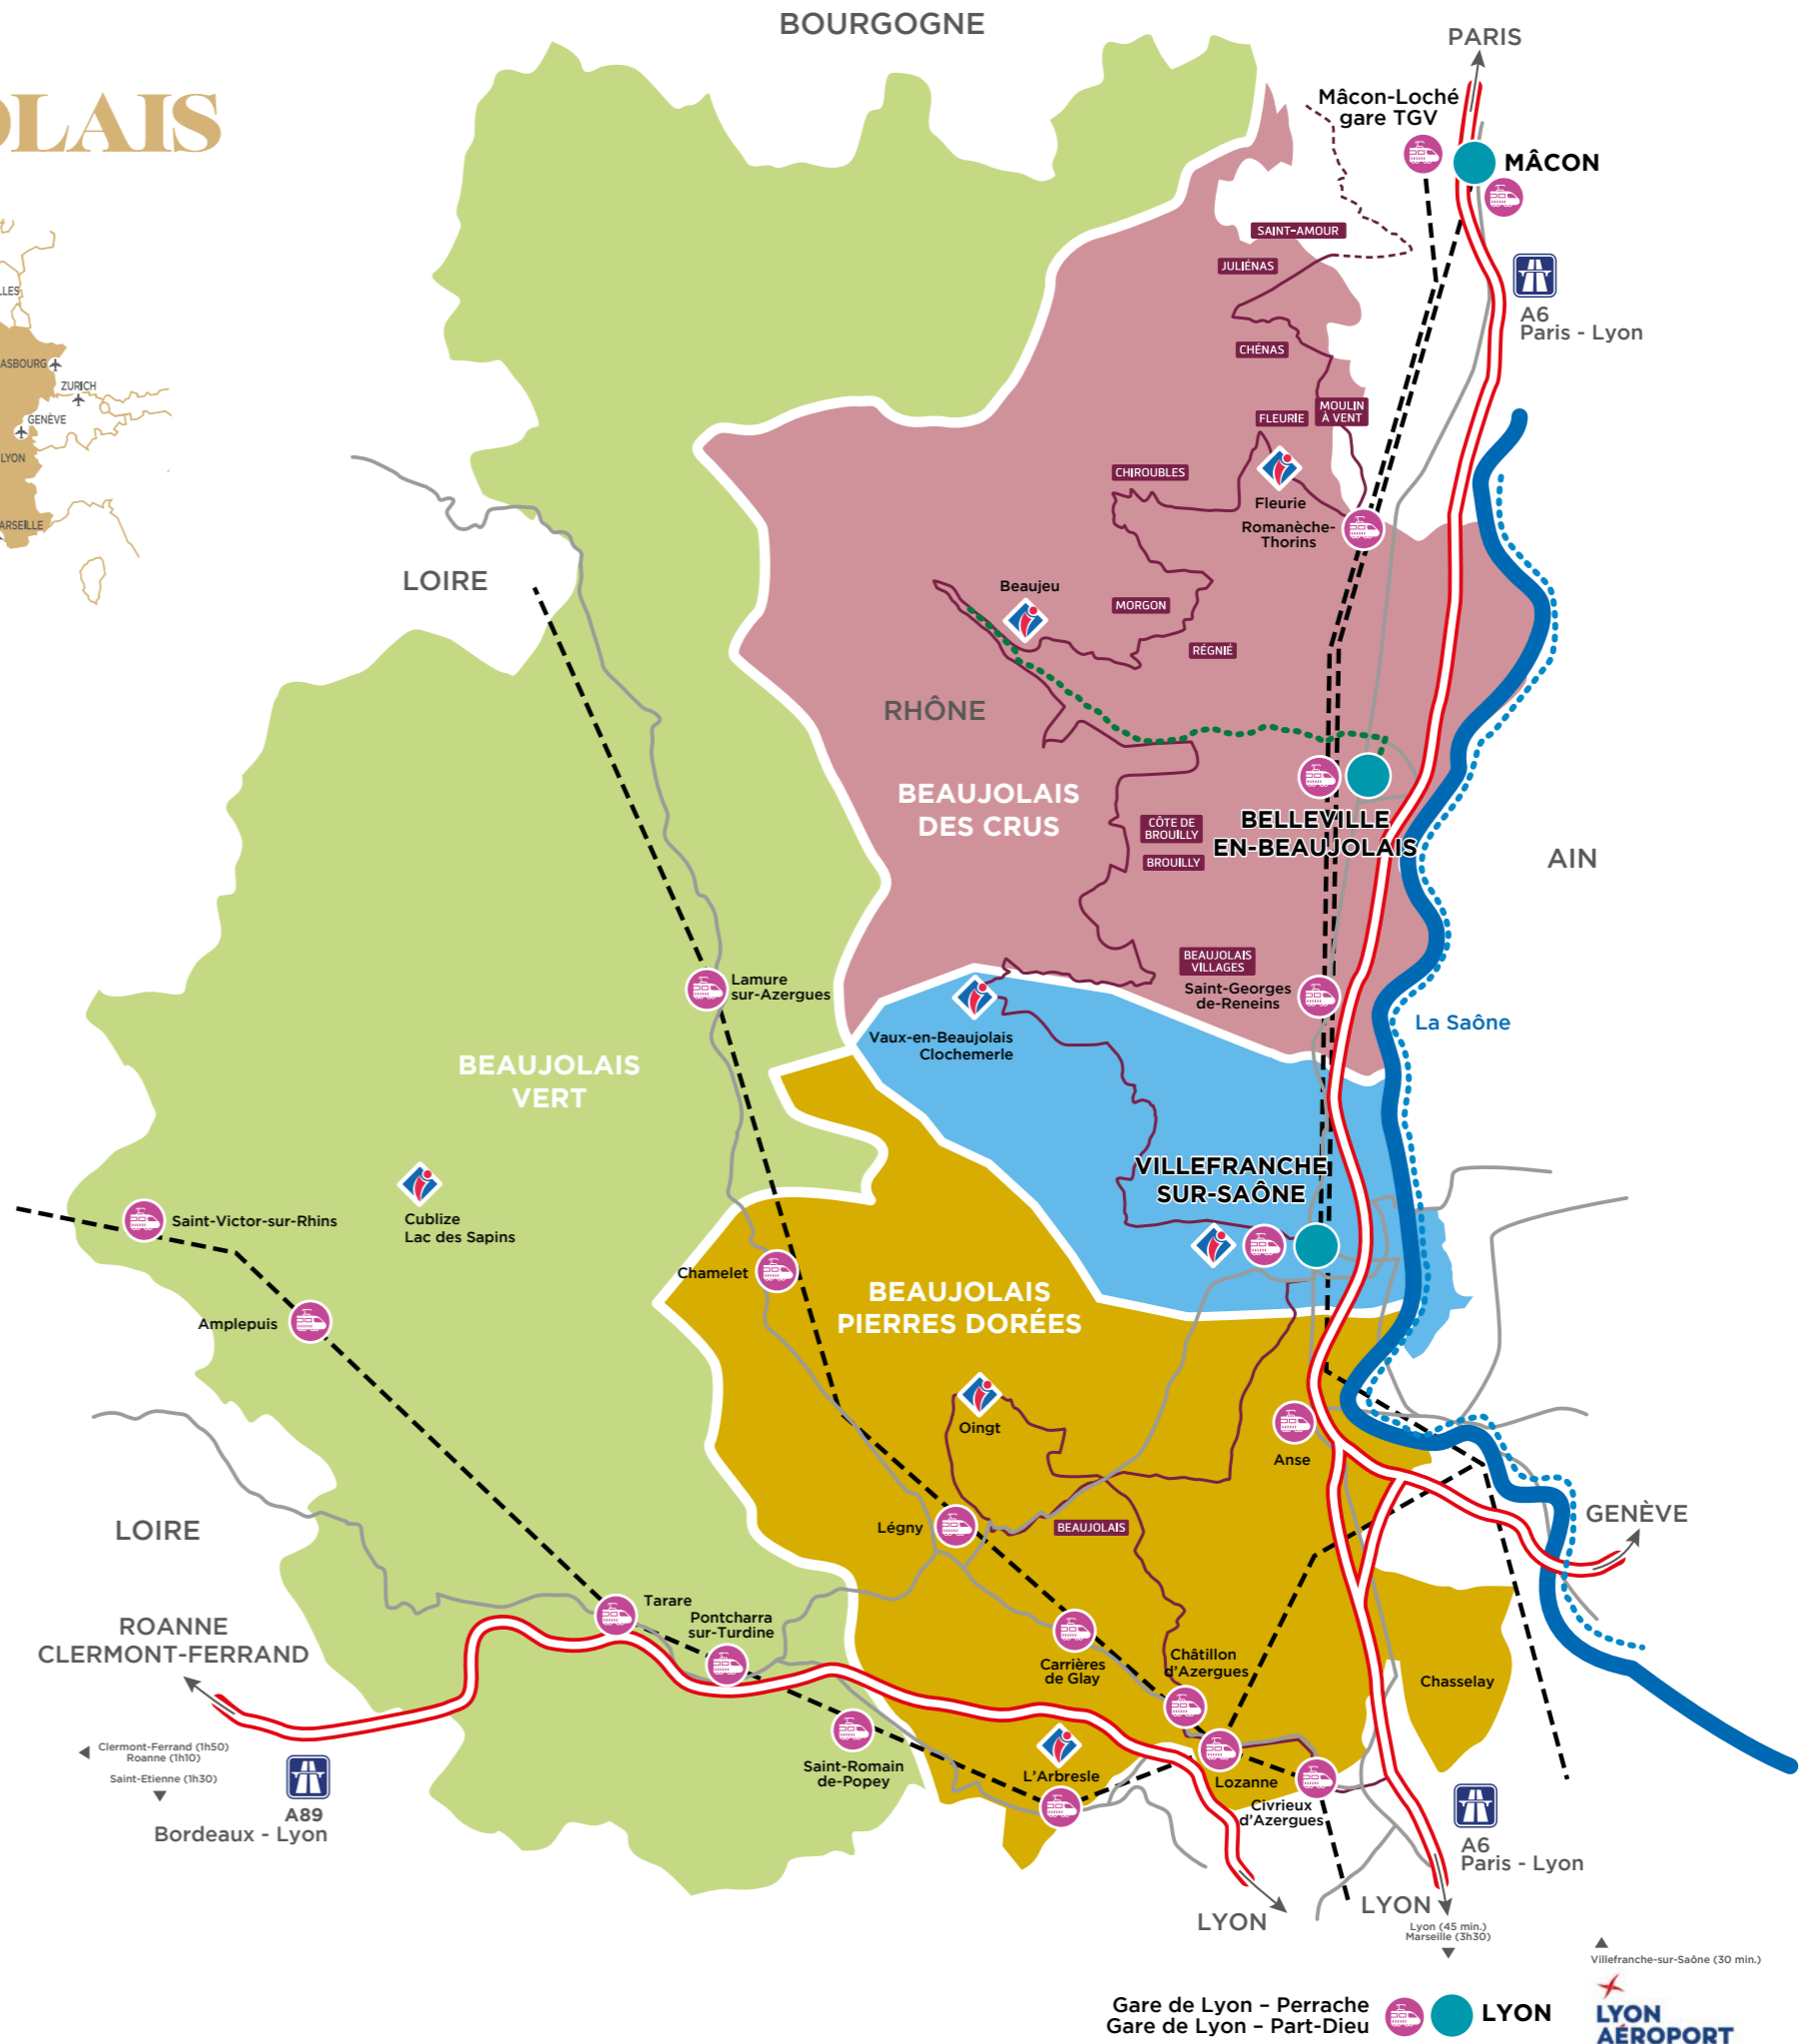 BOURGOGNE
PARIS
OLAIS
Mâcon-Loché
gare TGV
MÂCON
SAINT-AMOUR
JULIÉNAS
A6
Paris - Lyon
CHÉNAS
ASBOURG
ZURICH
GENÈVE
LYON
ARSEILLE
LLES
MOULIN
À VENT
FLEURIE
CHIROUBLES
Fleurie
Romanèche-
Thorins
LOIRE
Beaujeu
MORGON
RÉGNIÉ
RHÔNE
BEAUJOLAIS
DES CRUS
CÔTE DE
BROUILLY
BROUILLY
BELLEVILLE
EN-BEAUJOLAIS
AIN
BEAUJOLAIS
VILLAGES
Saint-Georges
de-Reneins
Lamure
sur-Azergues
La Saône
Vaux-en-Beaujolais
Clochemerle
BEAUJOLAIS
VERT
VILLEFRANCHE
SUR-SAÔNE
Saint-Victor-sur-Rhins
Cublize
Lac des Sapins
Chamelet
BEAUJOLAIS
PIERRES DORÉES
Amplepuis
Oingt
Anse
Légny
BEAUJOLAIS
LOIRE
GENÈVE
ROANNE
CLERMONT-FERRAND
Tarare
Pontcharra
sur-Turdine
Carrières
de Glay
Châtillon
d'Azergues
Chasselay
Clermont-Ferrand (1h50)
Roanne (1h10)
Saint-Etienne (1h30)
A89
Bordeaux - Lyon
Saint-Romain
de-Popey
L'Arbresle
Lozanne
Civrieux
d'Azergues
A6
Paris - Lyon
LYON
LYON
Lyon (45 min.)
Marseille (3h30)
Villefranche-sur-Saône (30 min.)
Gare de Lyon – Perrache
Gare de Lyon – Part-Dieu
LYON
LYON
AÉROPORT